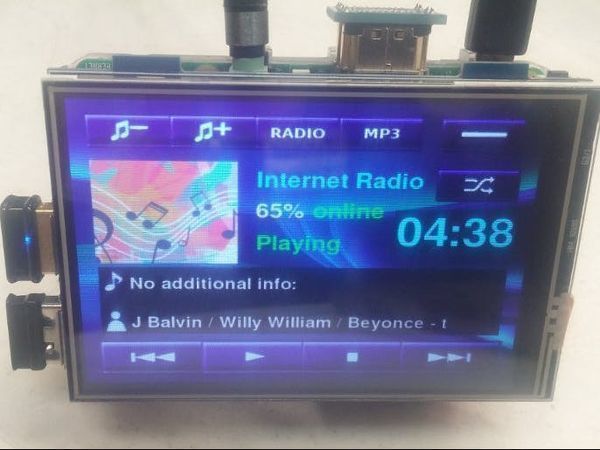 RADIO MP3
Internet Radio
65% online
04:38
Playing
No additional info:
J Balvin / Willy William / Beyonce - t